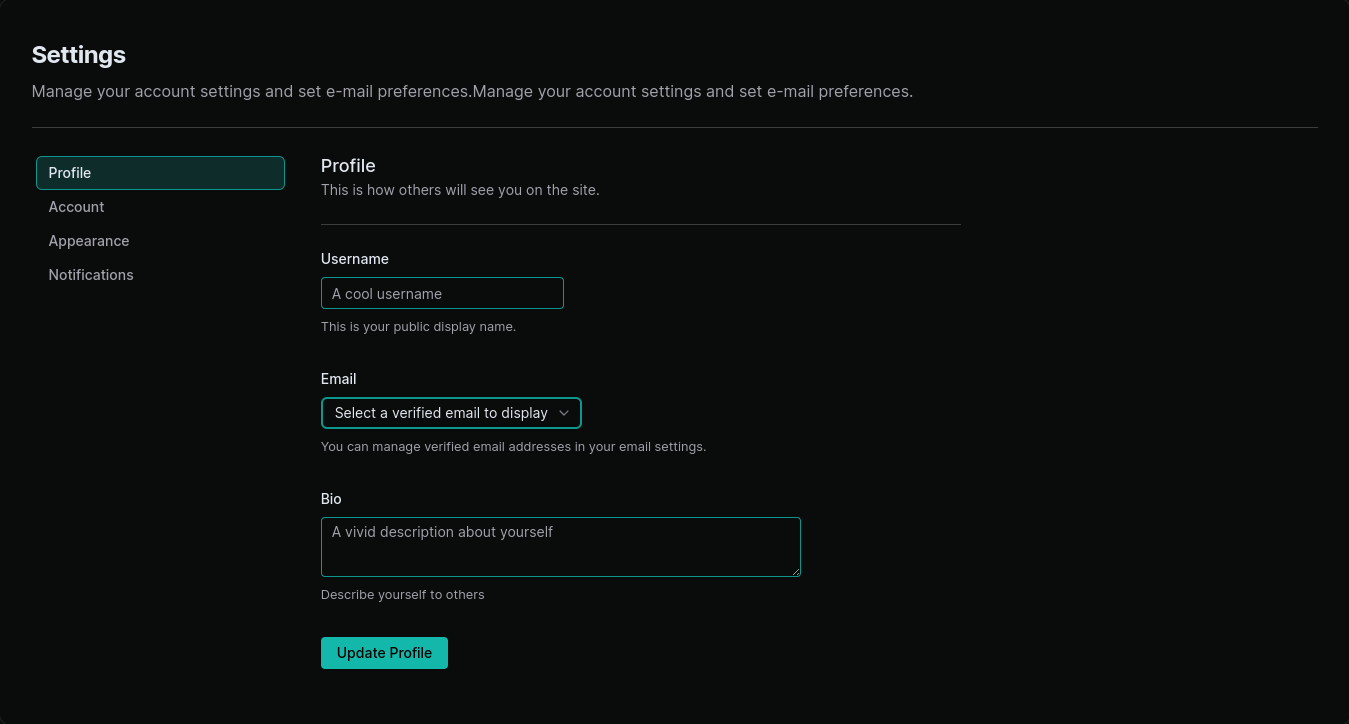 Settings
Manage your account settings and set e-mail preferences.Manage your account settings and set e-mail preferences.
Profile
Account
Appearance
Notifications
Profile
This is how others will see you on the site.
Username
A cool username
This is your public display name.
Email
Select a verified email to display
You can manage verified email addresses in your email settings.
Bio
A vivid description about yourself
Describe yourself to others
Update Profile